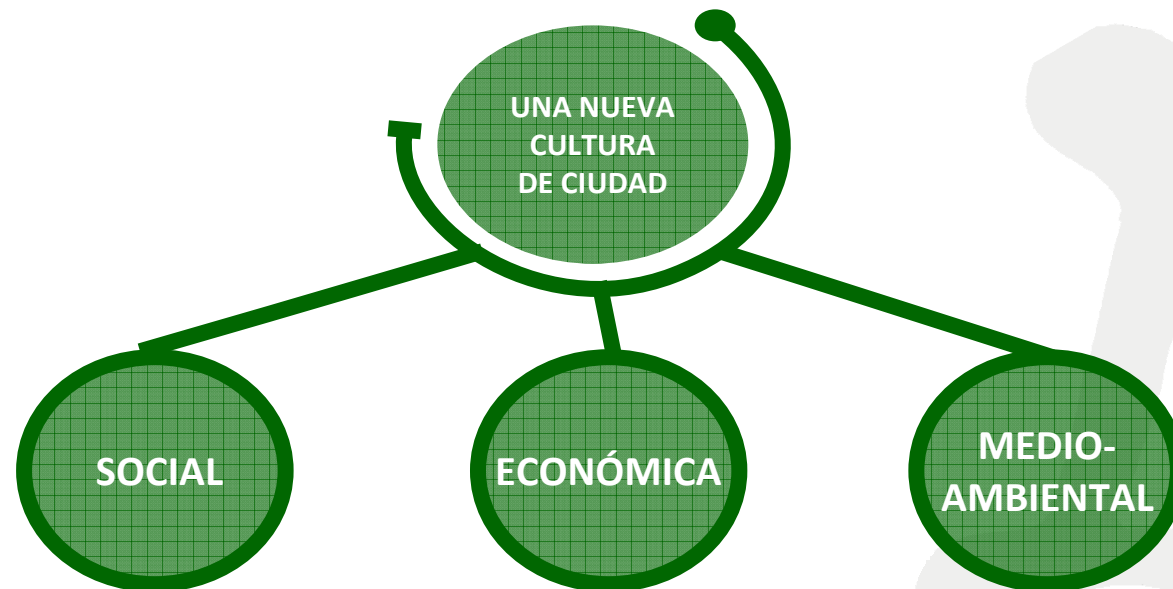 UNA NUEVA
CULTURA
DE CIUDAD
SOCIAL
ECONÓMICA
MEDIO-
AMBIENTAL